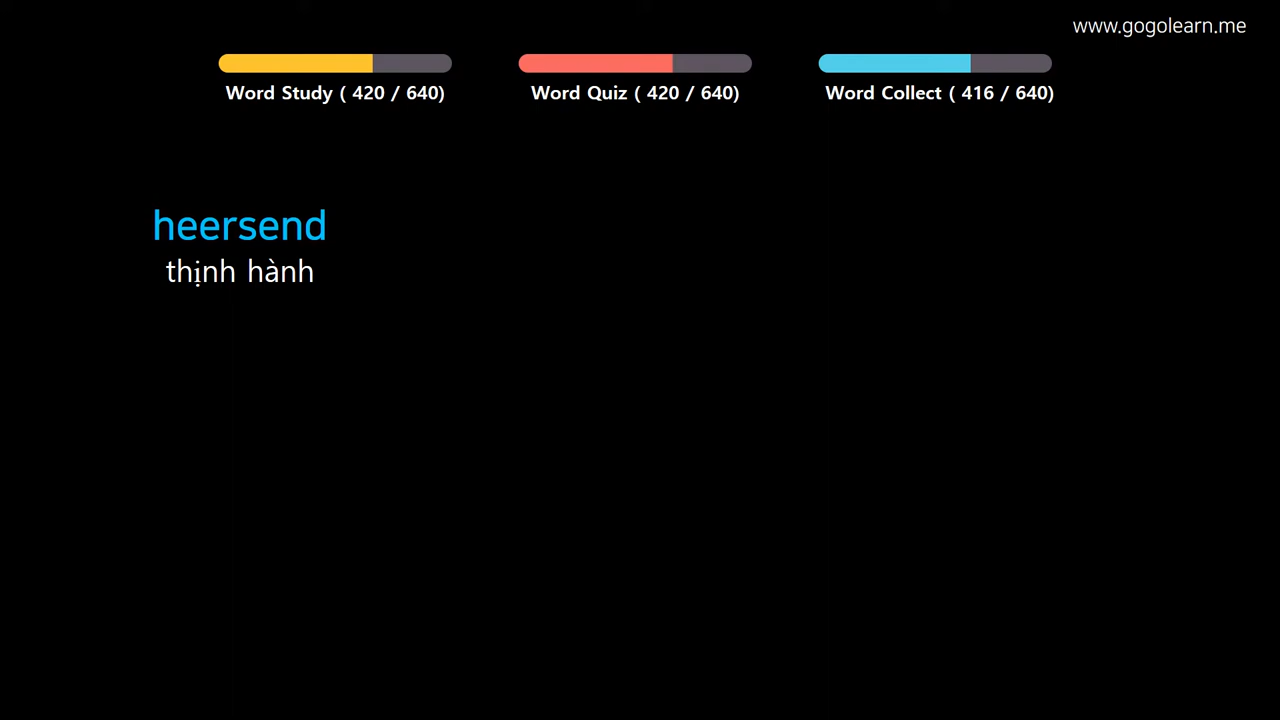 www.gogolearn.me
Word Study ( 420 / 640)
Word Quiz ( 420 / 640)
Word Collect ( 416 / 640)
heersend
thịnh hành